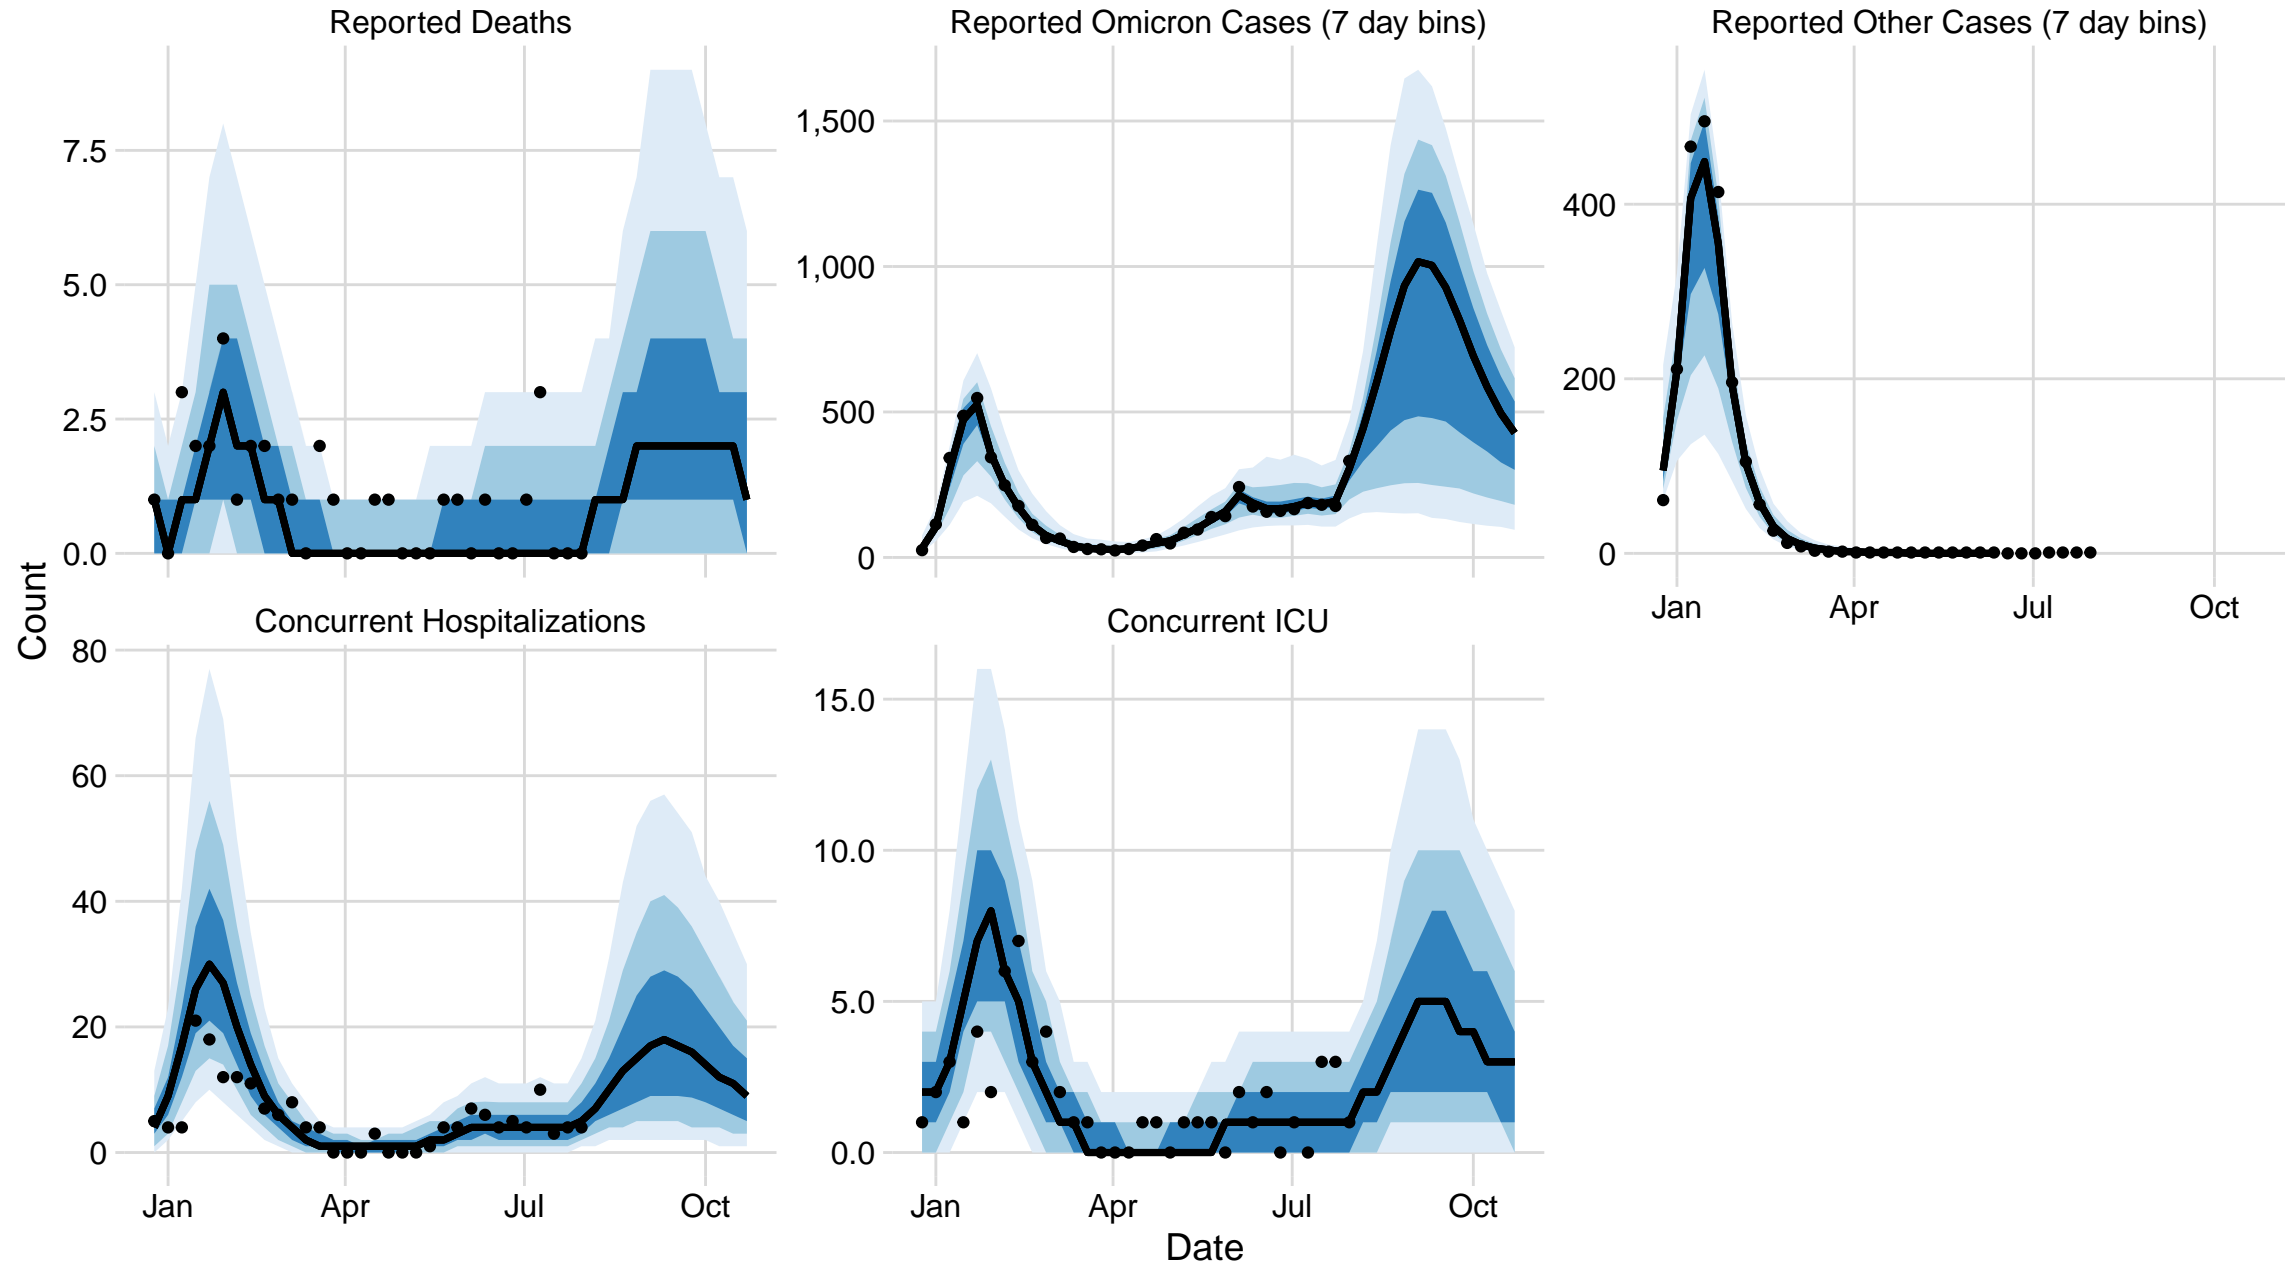 Reported Deaths
Reported Omicron Cases (7 day bins)
Reported Other Cases (7 day bins)
7.5
5.0
2.5
0.0
1,500
1,000
500
0
400
200
0
Jan Apr Jul Oct
Count
Concurrent Hospitalizations
Concurrent ICU
80
60
40
20
0
15.0
10.0
5.0
0.0
Jan Apr Jul Oct
Jan Apr Jul Oct
Date